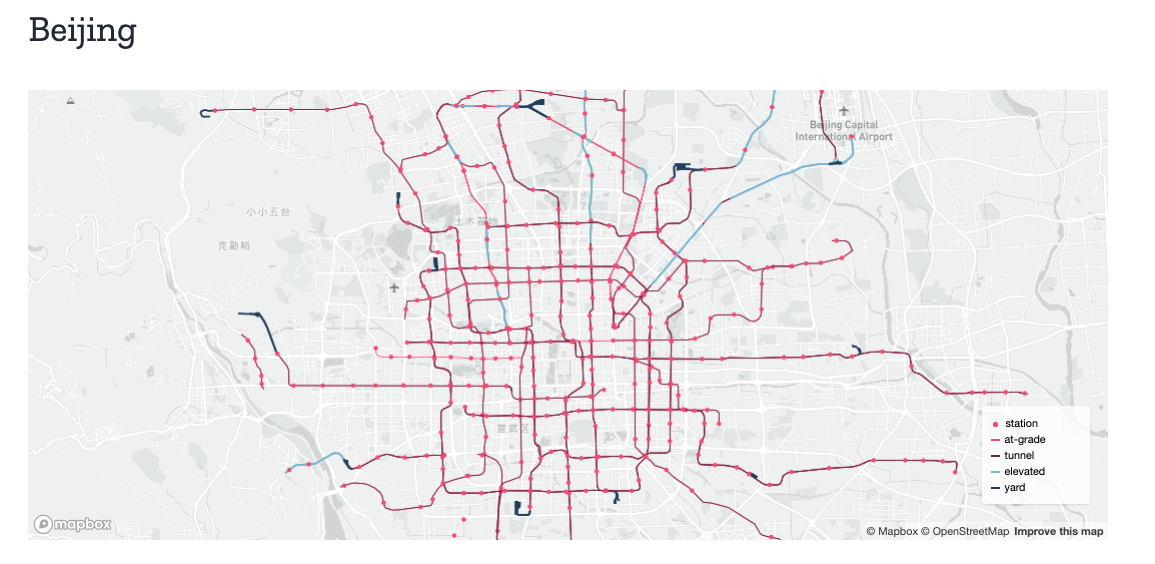 Beijing
Beijing Capital
International Airport
小小五台
土木基地
克勤峪
宣武区
station
at-grade
tunnel
elevated
yard
mapbox
© Mapbox © OpenStreetMap Improve this map